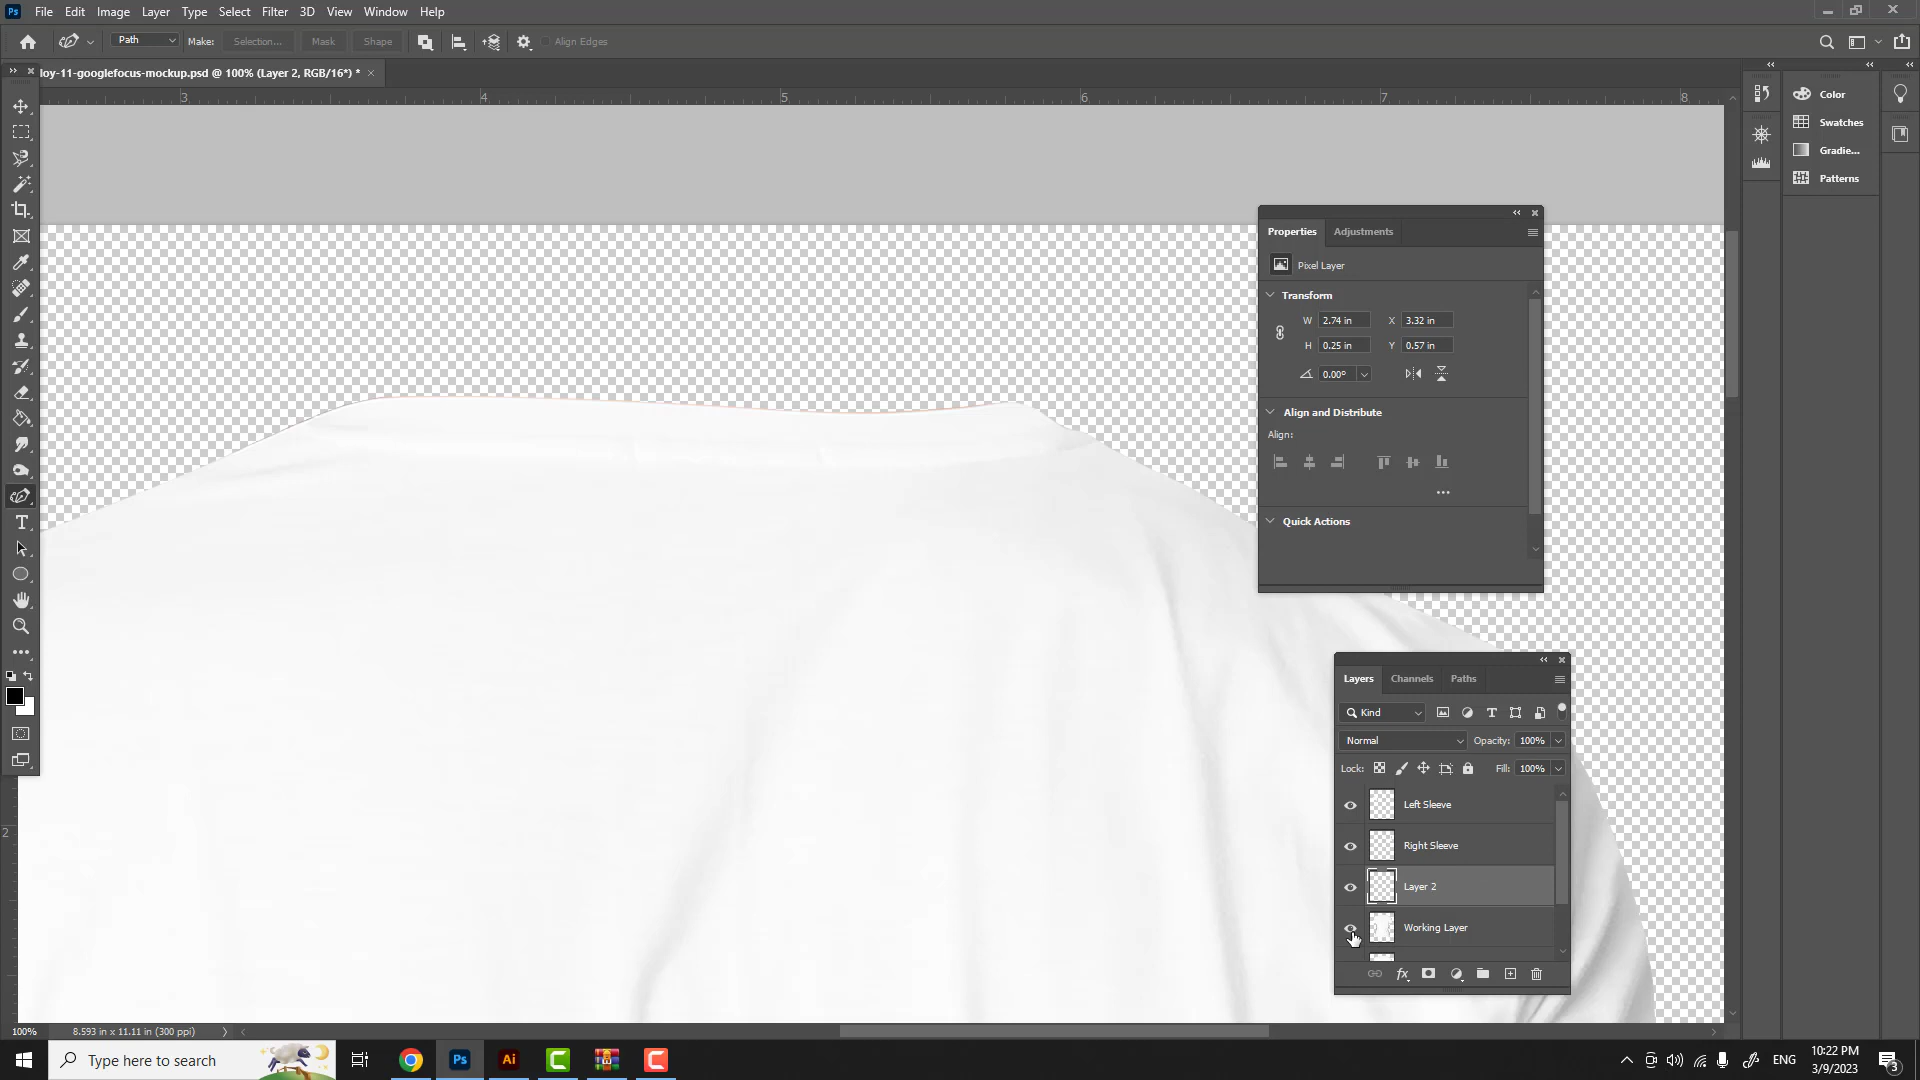 Ps File Edit Image Layer Type Select Filter 3D View Window Help
Path Make: Selection... Mask Shape Align Edges
loy-11-googlefocus-mockup.psd @ 100% (Layer 2, RGB/16*) *
3 4 5 6 7 8
Color
Swatches
Gradie...
Patterns
Properties Adjustments
Pixel Layer
Transform
W 2.74 in X 3.32 in
H 0.25 in Y 0.57 in
0.00°
Align and Distribute
Align:
Quick Actions
Layers Channels Paths
Kind
Normal Opacity: 100%
Lock: Fill: 100%
Left Sleeve
Right Sleeve
Layer 2
Working Layer
2
100% 8.593 in x 11.11 in (300 ppi)
Type here to search
Ps Ai
ENG
10:22 PM
3/9/2023
3